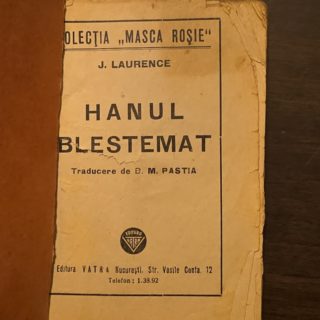 OLECȚIA „MASCA ROȘIE"
J. LAURENCE
HANUL
BLESTEMAT
Traducere de D. M. PASTIA
Editura VATRA București, Str. Vasile Conta, 12
Telefon: 1.38.92